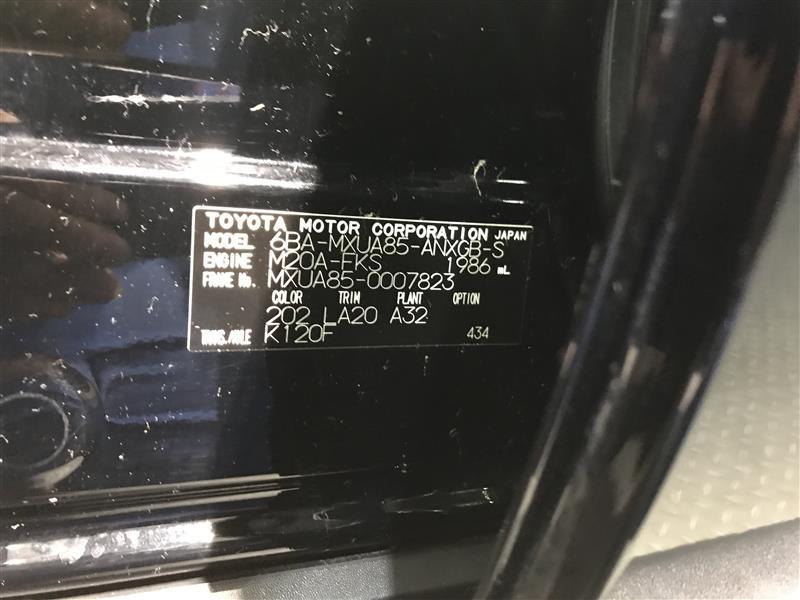 TOYOTA MOTOR CORPORATION JAPAN
MODEL 6BA-MXUA85-ANXGB-S
ENGINE M20A-FKS 1986 mL
FRAME No. MXUA85-0007823
COLOR TRIM PLANT OPTION
202 LA20 A32
TRANS./AXLE K120F 434